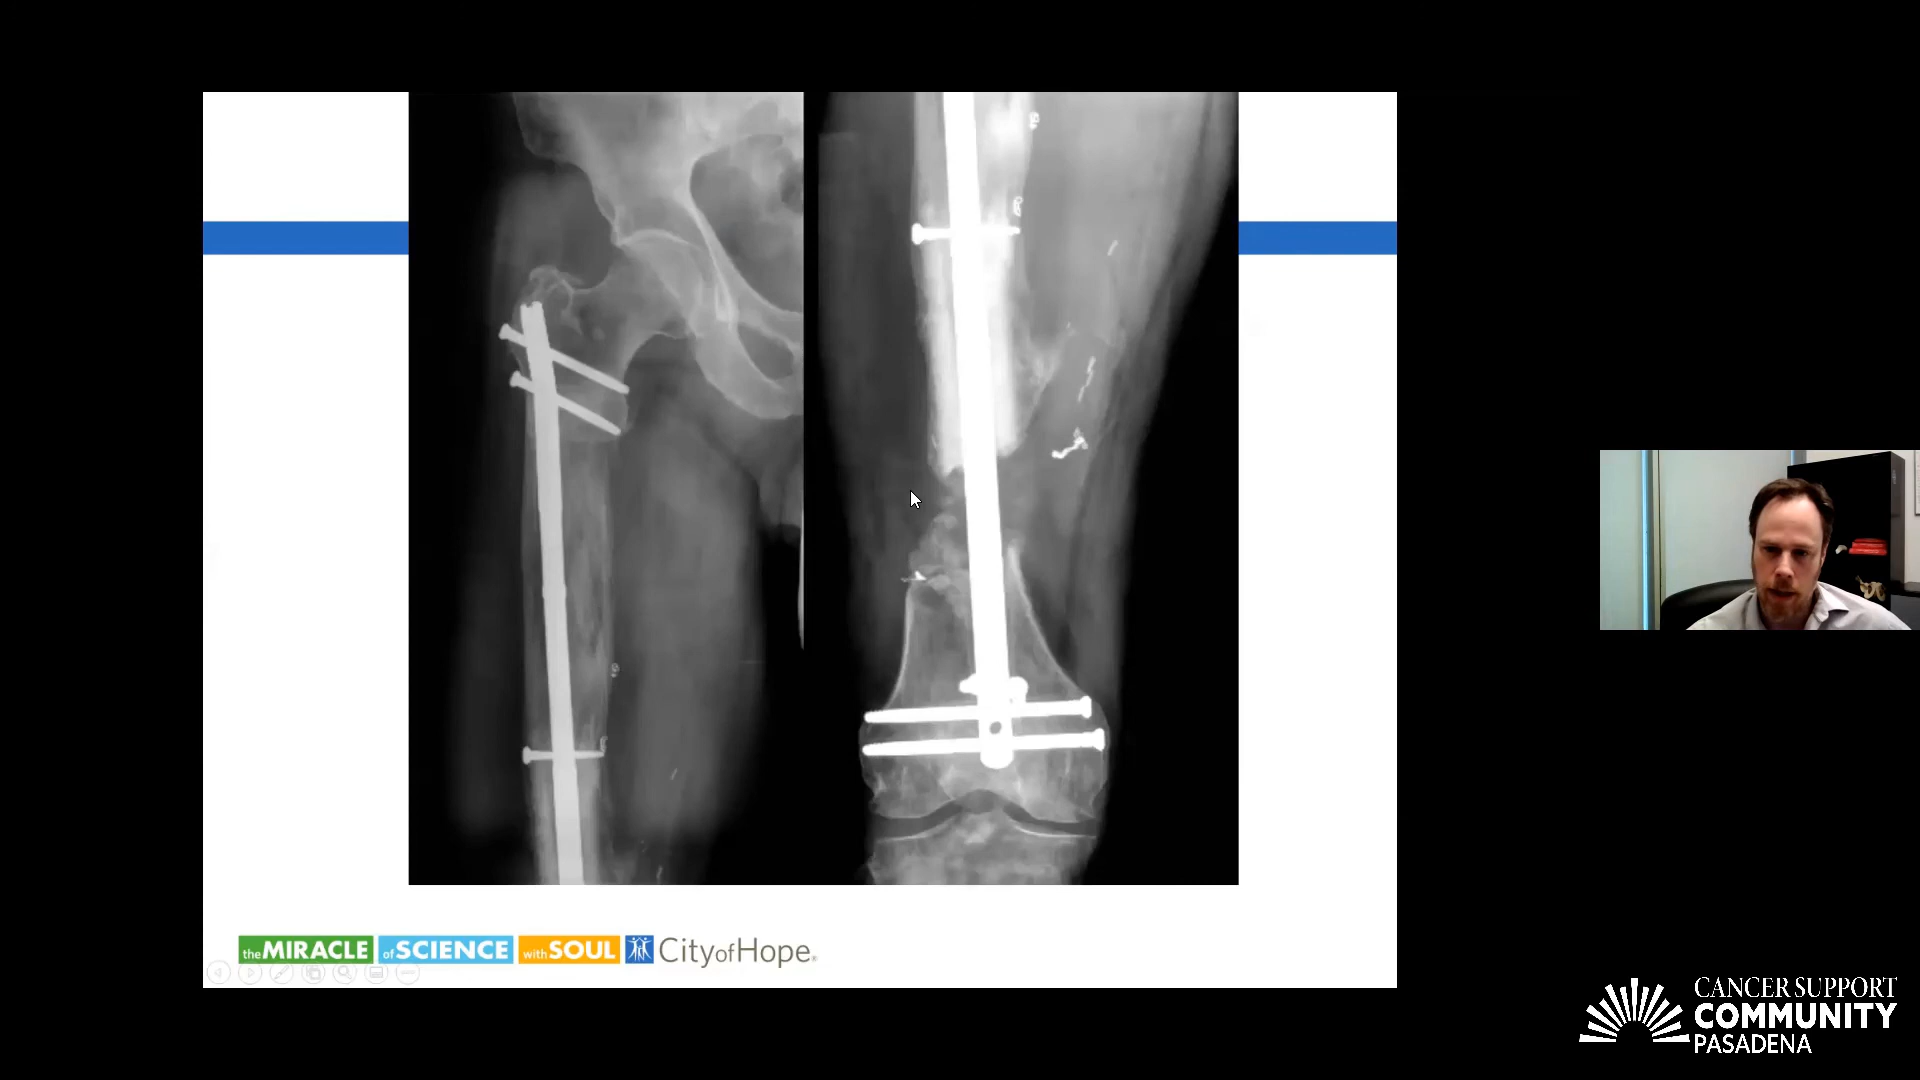 the MIRACLE of SCIENCE with SOUL City of Hope®
CANCER SUPPORT
COMMUNITY
PASADENA